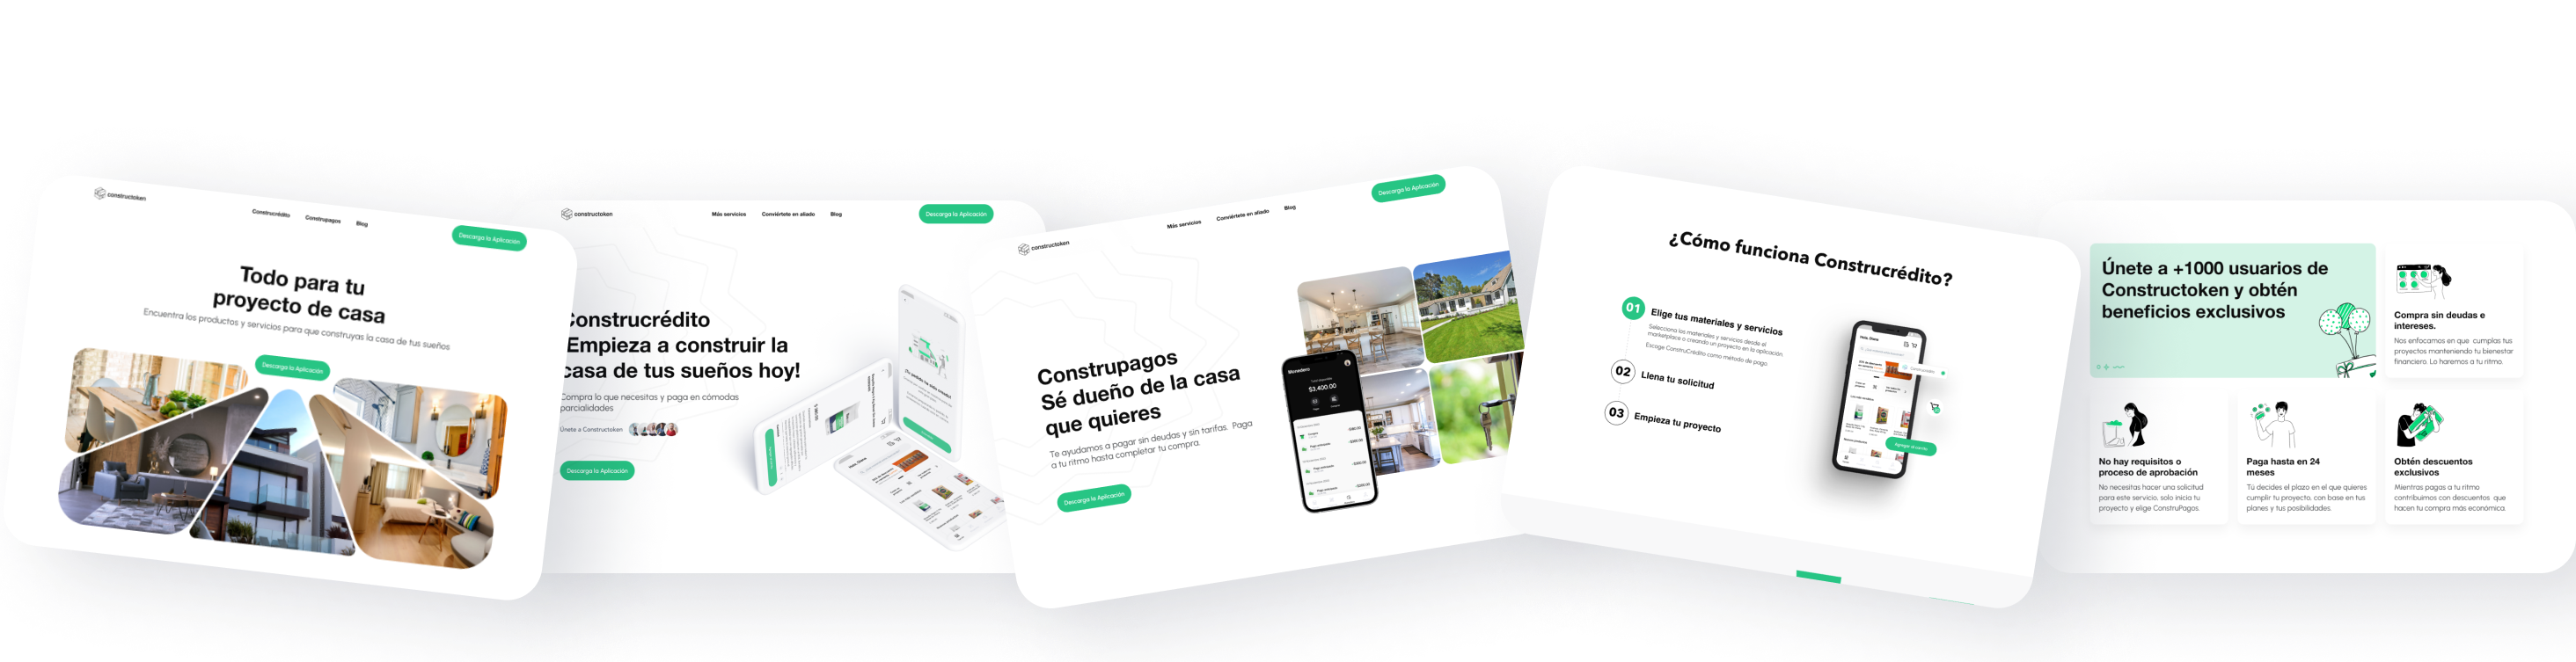 constructoken
Construcrédito
Construpagos
Blog
Descarga la Aplicación
Todo para tu
proyecto de casa
Encuentra los productos y servicios para que construyas la casa de tus sueños
Descarga la Aplicación
constructoken
Más servicios
Conviértete en aliado
Blog
Descarga la Aplicación
Construcrédito
¡Empieza a construir la
casa de tus sueños hoy!
Compra lo que necesitas y paga en cómodas
parcialidades
Únete a Constructoken
Descarga la Aplicación
constructoken
Más servicios
Conviértete en aliado
Blog
Descarga la Aplicación
Construpagos
Sé dueño de la casa
que quieres
Te ayudamos a pagar sin deudas y sin tarifas. Paga
a tu ritmo hasta completar tu compra.
Descarga la Aplicación
Monedero
$3,400.00
¿Cómo funciona Construcrédito?
01
Elige tus materiales y servicios
Selecciona los materiales y servicios desde el
marketplace o creando un proyecto en la aplicación.
Escoge ConstruCrédito como método de pago
02
Llena tu solicitud
03
Empieza tu proyecto
Hola, Diana
Construcrédito
Únete a +1000 usuarios de
Constructoken y obtén
beneficios exclusivos
Compra sin deudas e
intereses.
Nos enfocamos en que cumplas tus
proyectos manteniendo tu bienestar
financiero. Lo haremos a tu ritmo.
No hay requisitos o
proceso de aprobación
No necesitas hacer una solicitud
para este servicio, solo inicia tu
proyecto y elige ConstruPagos.
Paga hasta en 24
meses
Tú decides el plazo en el que quieres
cumplir tu proyecto, con base en tus
planes y tus posibilidades.
Obtén descuentos
exclusivos
Mientras pagas a tu ritmo
contribuimos con descuentos que
hacen tu compra más económica.